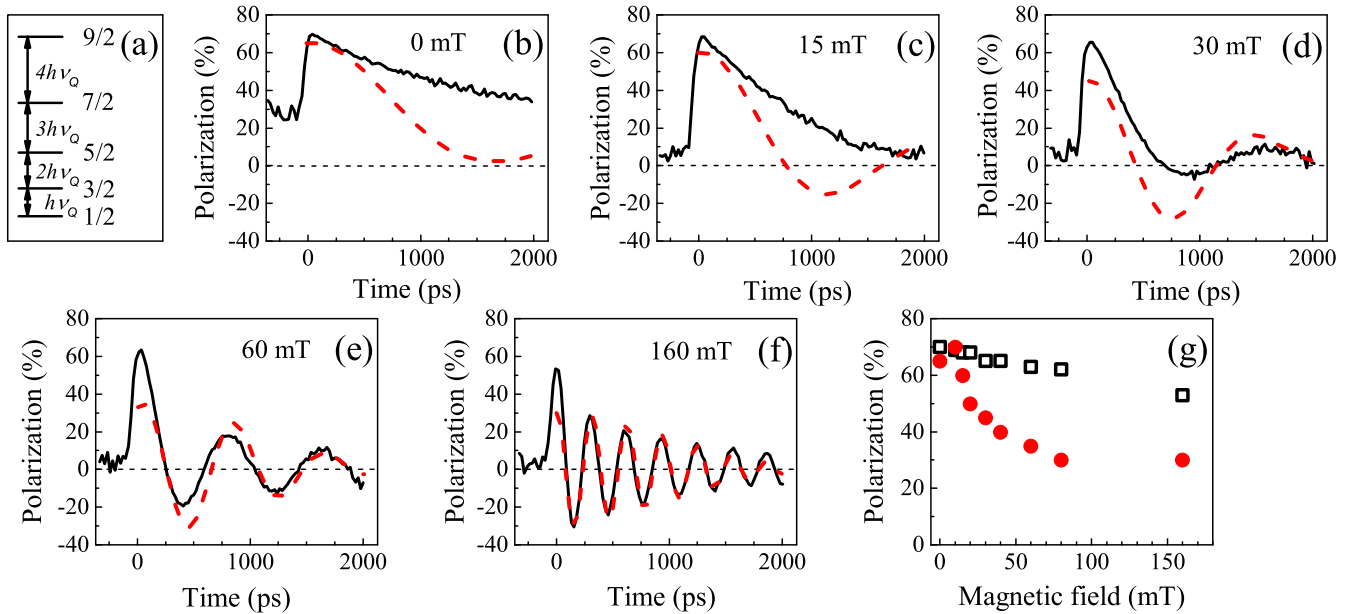 (a)
9/2
4hνQ
7/2
3hνQ
5/2
2hνQ
3/2
hνQ
1/2
(b)
0 mT
Polarization (%)
80
60
40
20
0
-20
-40
0
1000
2000
Time (ps)
(c)
15 mT
Polarization (%)
80
60
40
20
0
-20
-40
0
1000
2000
Time (ps)
(d)
30 mT
Polarization (%)
80
60
40
20
0
-20
-40
0
1000
2000
Time (ps)
(e)
60 mT
Polarization (%)
80
60
40
20
0
-20
-40
0
1000
2000
Time (ps)
(f)
160 mT
Polarization (%)
80
60
40
20
0
-20
-40
0
1000
2000
Time (ps)
(g)
Polarization (%)
80
60
40
20
0
0
50
100
150
Magnetic field (mT)